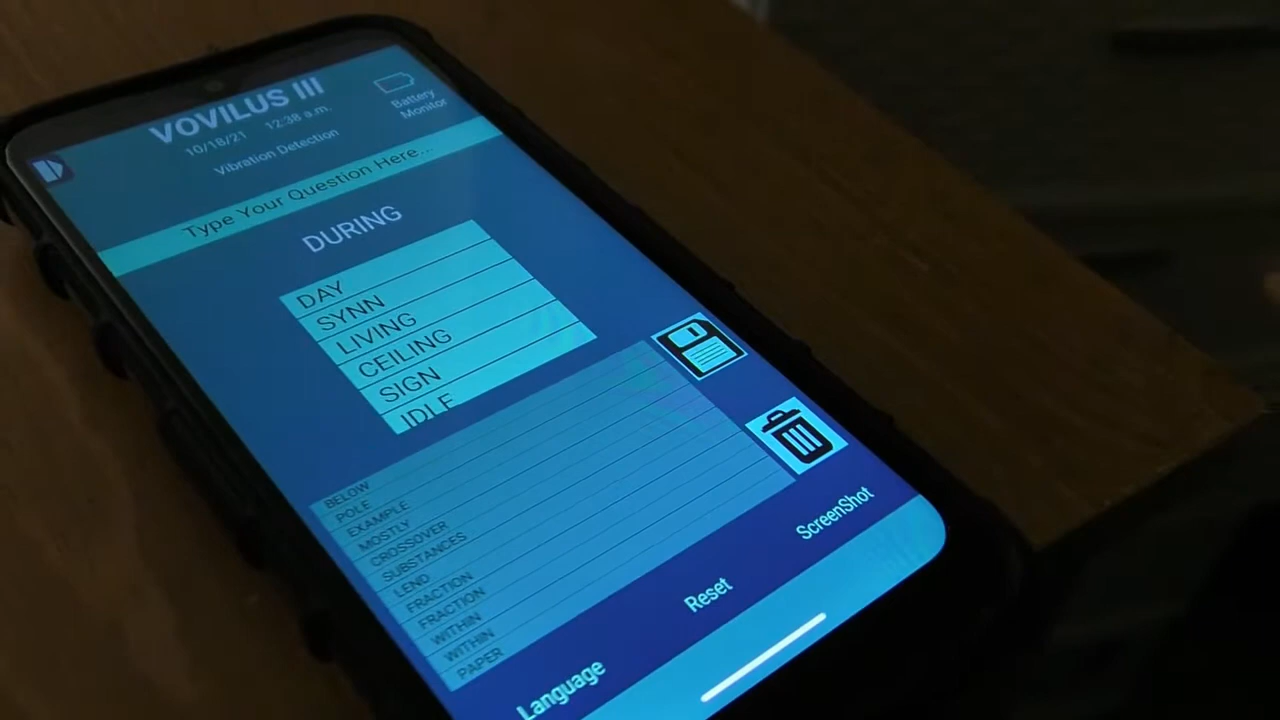 VOVILUS III
10/18/21 12:38 a.m.
Battery
Monitor
Vibration Detection
Type Your Question Here...
DURING
DAY
SYNN
LIVING
CEILING
SIGN
IDLE
BELOW
POLE
EXAMPLE
MOSTLY
CROSSOVER
SUBSTANCES
LEND
FRACTION
FRACTION
WITHIN
WITHIN
PAPER
ScreenShot
Reset
Language